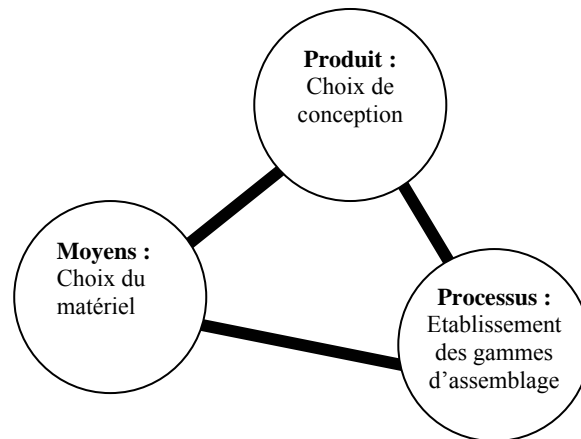 Produit :
Choix de
conception
Moyens :
Choix du
matériel
Processus :
Etablissement
des gammes
d’assemblage